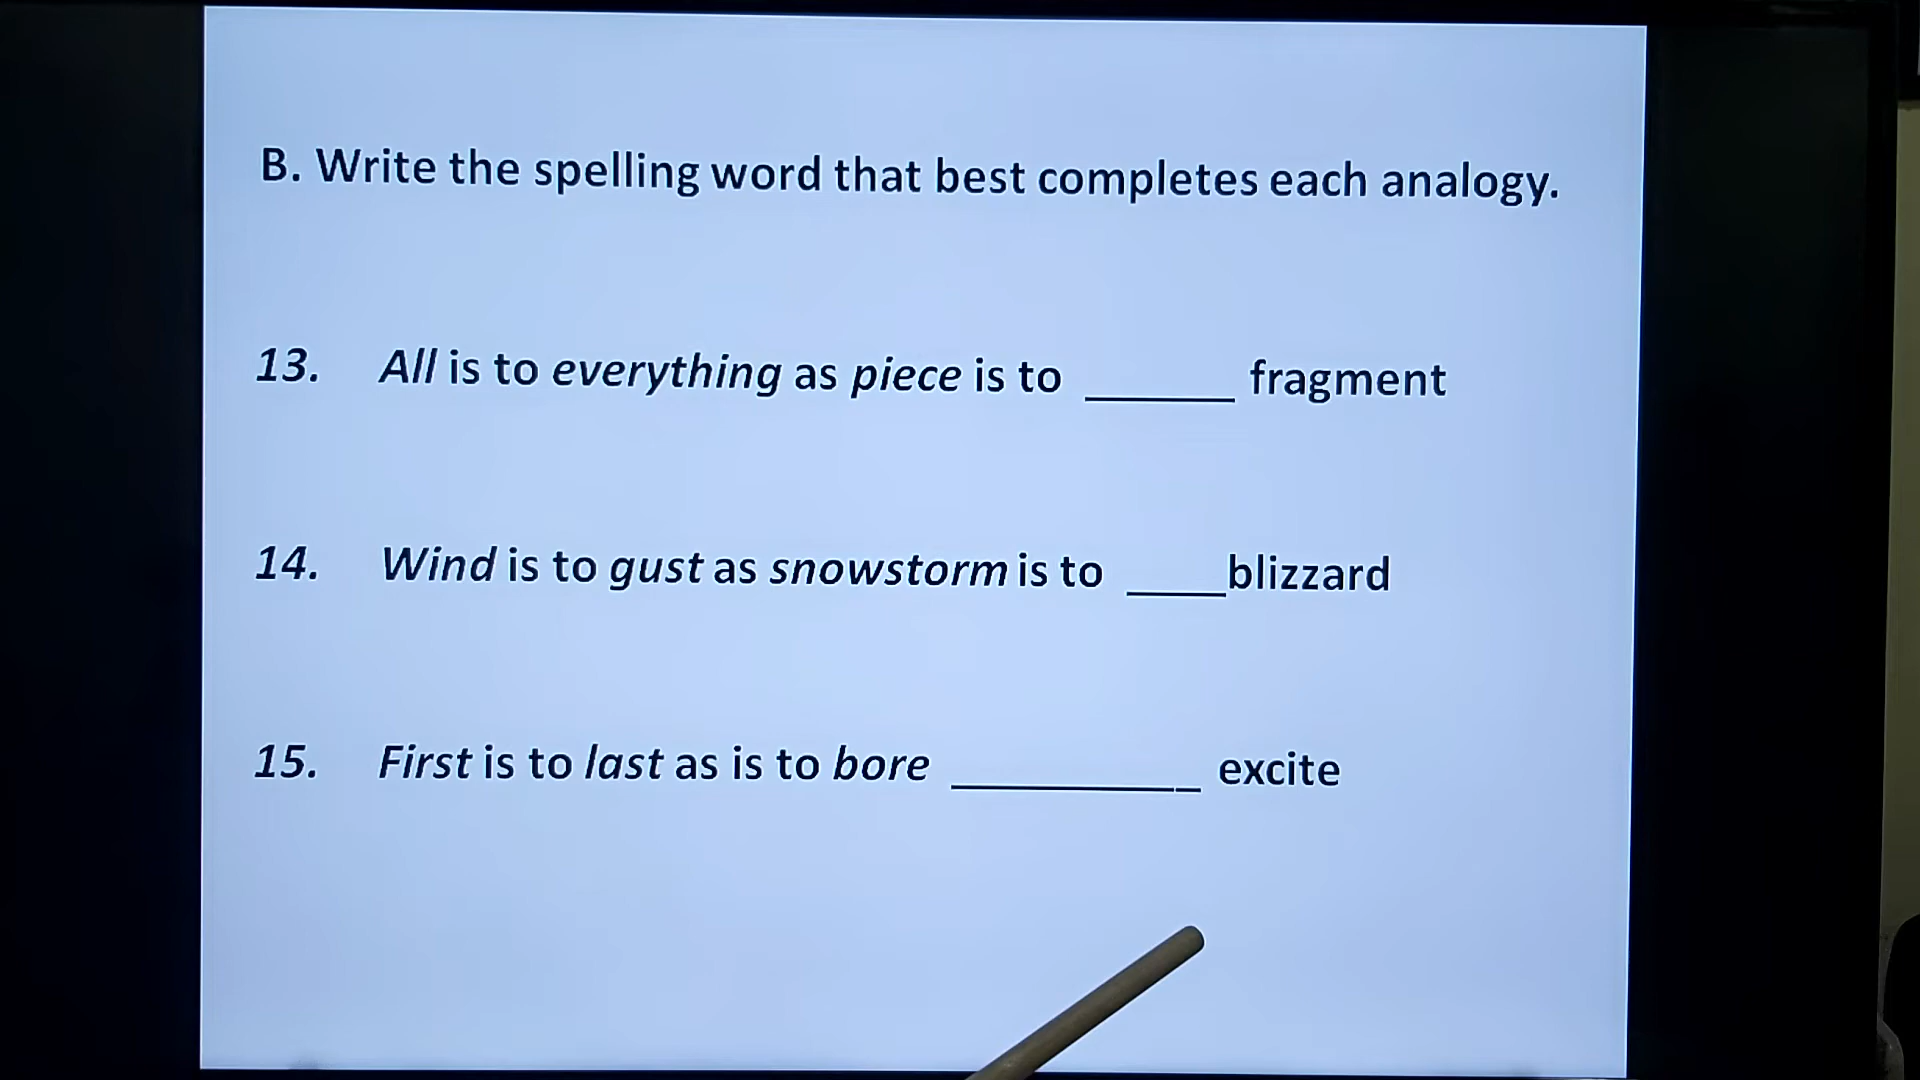 B. Write the spelling word that best completes each analogy.
13. All is to everything as piece is to ______ fragment
14. Wind is to gust as snowstorm is to ____blizzard
15. First is to last as is to bore __________ excite